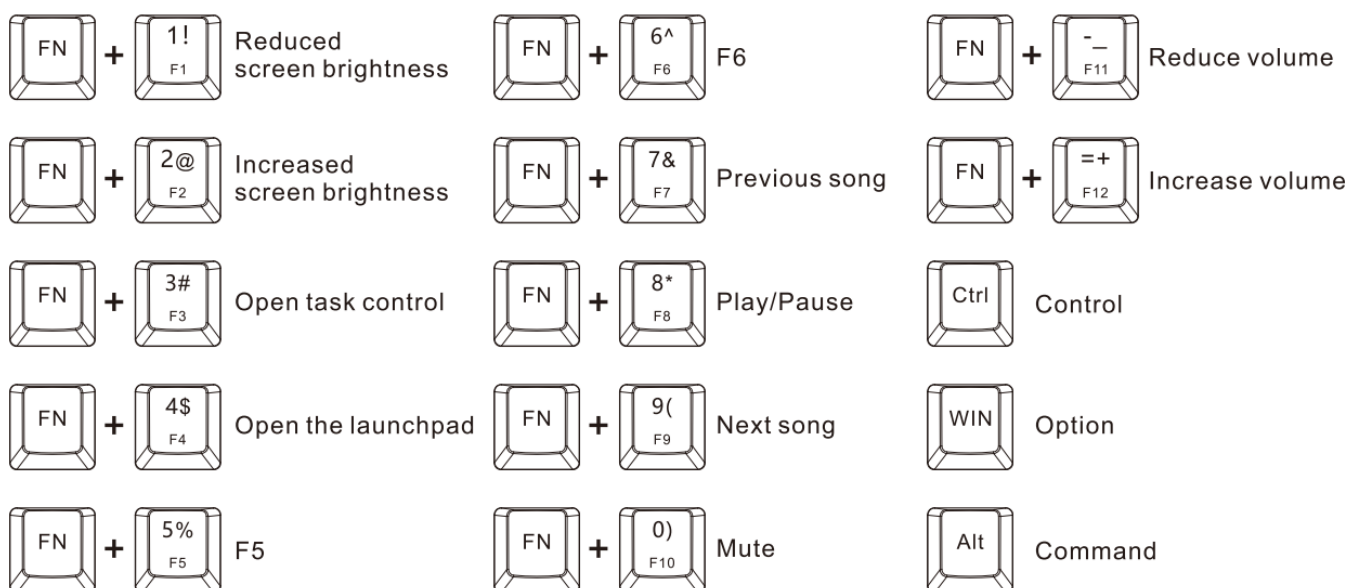 FN + 1! F1 Reduced screen brightness
FN + 2@ F2 Increased screen brightness
FN + 3# F3 Open task control
FN + 4$ F4 Open the launchpad
FN + 5% F5 F5
FN + 6^ F6 F6
FN + 7& F7 Previous song
FN + 8* F8 Play/Pause
FN + 9( F9 Next song
FN + 0) F10 Mute
FN + -_ F11 Reduce volume
FN + =+ F12 Increase volume
Ctrl Control
WIN Option
Alt Command